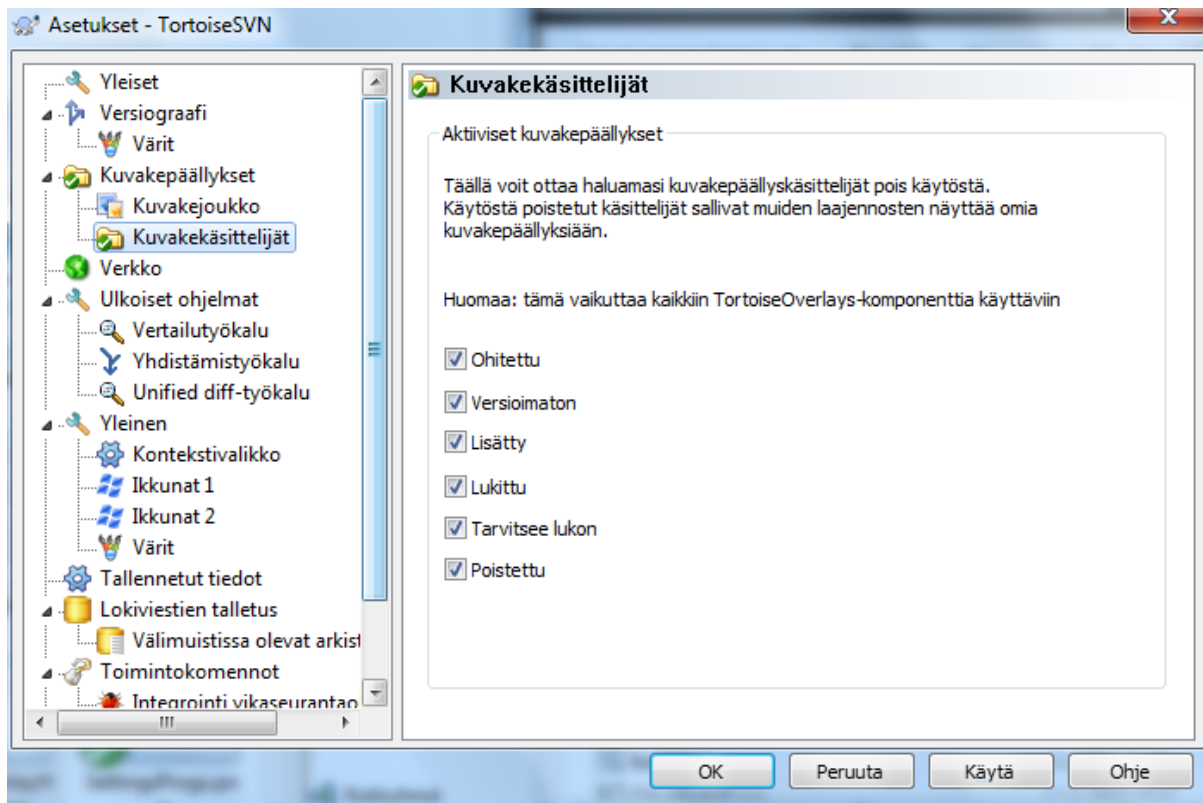 Asetukset - TortoiseSVN
Yleiset
Versiograafi
Värit
Kuvakepäällykset
Kuvakejoukko
Kuvakekäsittelijät
Verkko
Ulkoiset ohjelmat
Vertailutyökalu
Yhdistämistyökalu
Unified diff-työkalu
Yleinen
Kontekstivalikko
Ikkunat 1
Ikkunat 2
Värit
Tallennetut tiedot
Lokiviestien talletus
Välimuistissa olevat arkist
Toimintokomennot
Integrointi vikaseurantao
Kuvakekäsittelijät
Aktiiviset kuvakepäällykset
Täällä voit ottaa haluamasi kuvakepäällyskäsittelijät pois käytöstä.
Käytöstä poistetut käsittelijät sallivat muiden laajennosten näyttää omia
kuvakepäällyksiään.
Huomaa: tämä vaikuttaa kaikkiin TortoiseOverlays-komponenttia käyttäviin
Ohitettu
Versioimaton
Lisätty
Lukittu
Tarvitsee lukon
Poistettu
OK
Peruuta
Käytä
Ohje